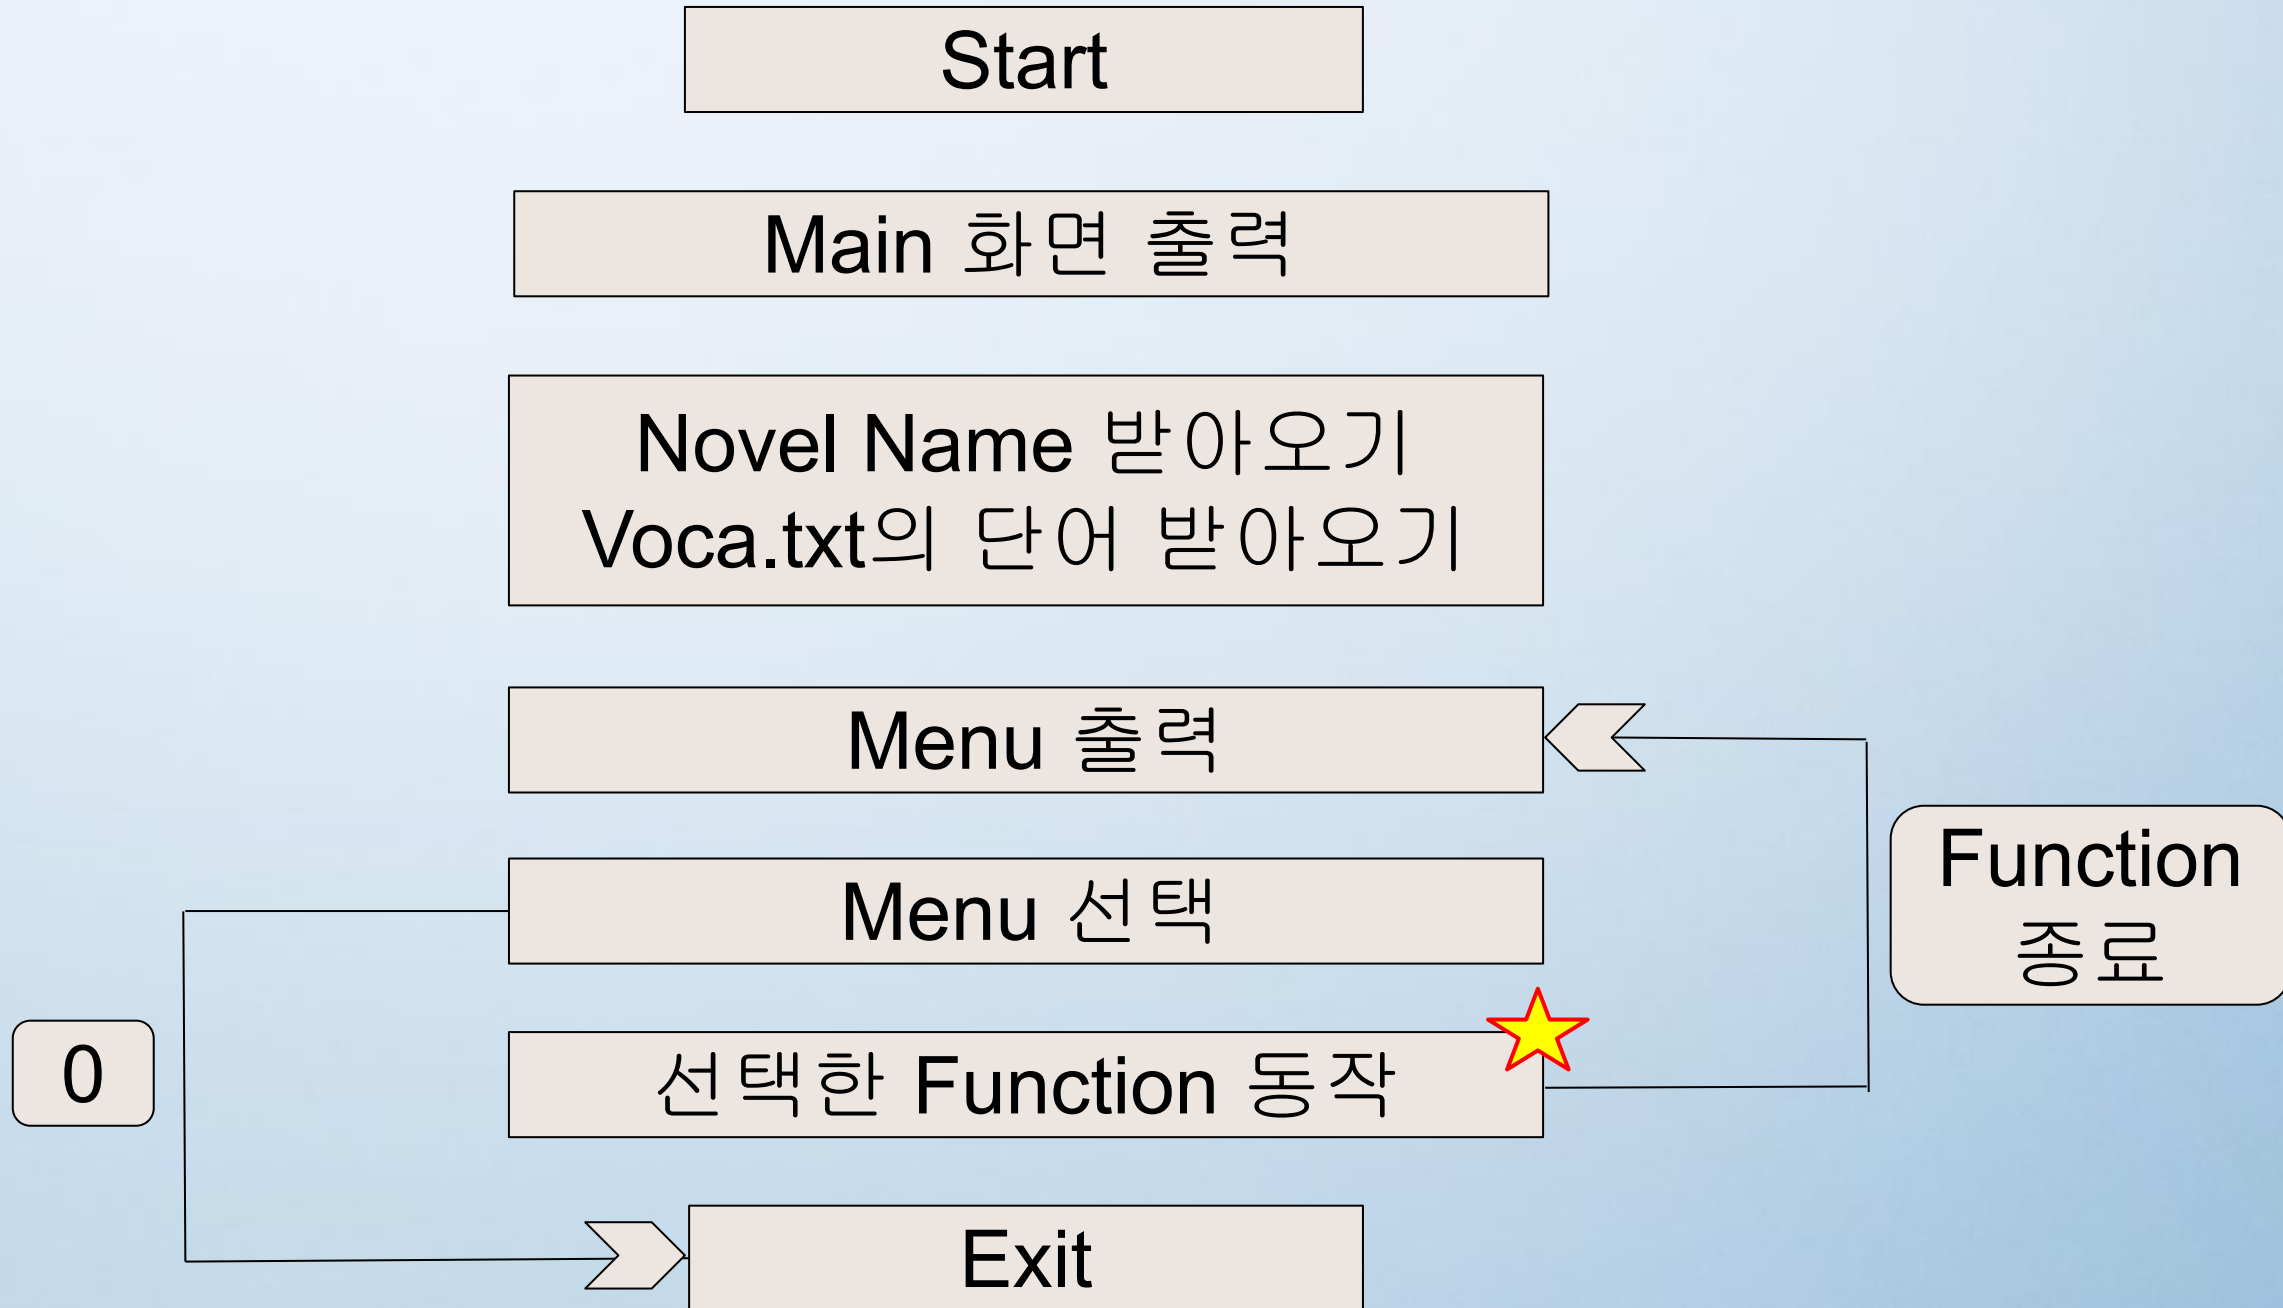 Start
Main 화면 출력
Novel Name 받아오기
Voca.txt의 단어 받아오기
Menu 출력
Menu 선택
Function
종료
0
선택한 Function 동작
Exit